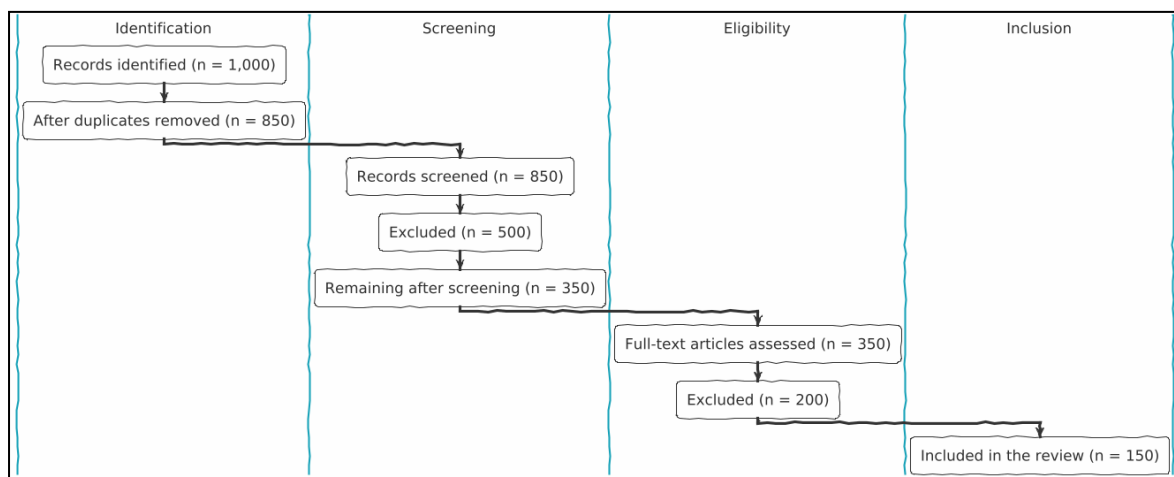 Identification
Screening
Eligibility
Inclusion
Records identified (n = 1,000)
After duplicates removed (n = 850)
Records screened (n = 850)
Excluded (n = 500)
Remaining after screening (n = 350)
Full-text articles assessed (n = 350)
Excluded (n = 200)
Included in the review (n = 150)